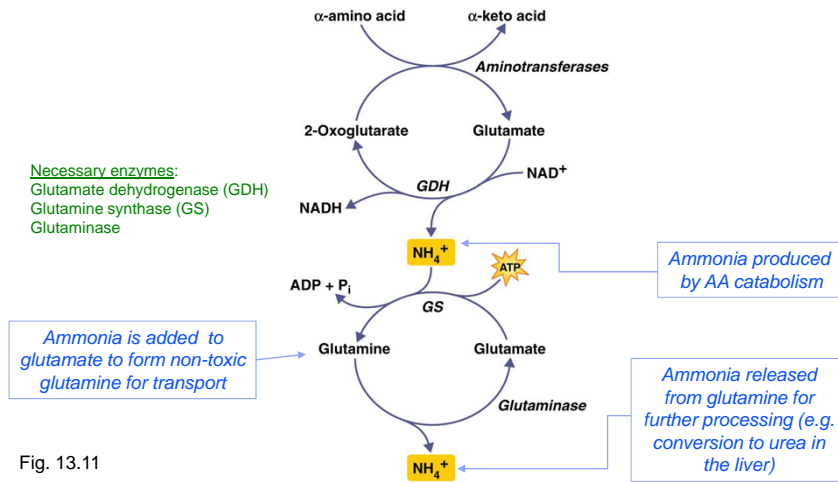 α-amino acid
α-keto acid
Aminotransferases
2-Oxoglutarate
Glutamate
Necessary enzymes:
Glutamate dehydrogenase (GDH)
Glutamine synthase (GS)
Glutaminase
GDH
NAD⁺
NADH
NH₄⁺
Ammonia produced
by AA catabolism
ADP + Pᵢ
ATP
GS
Ammonia is added to
glutamate to form non-toxic
glutamine for transport
Glutamine
Glutamate
Glutaminase
Ammonia released
from glutamine for
further processing (e.g.
conversion to urea in
the liver)
Fig. 13.11
NH₄⁺